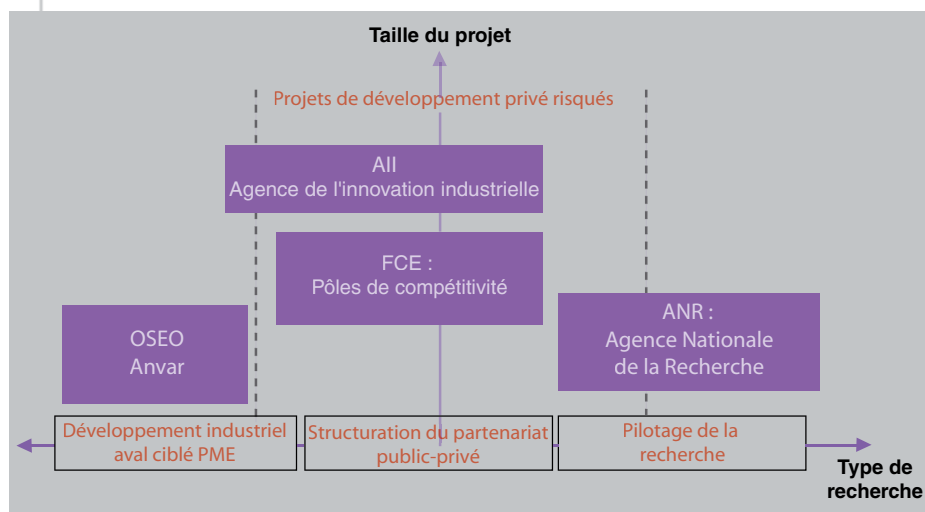 Taille du projet
Projets de développement privé risqués
AII
Agence de l'innovation industrielle
FCE :
Pôles de compétitivité
OSEO
Anvar
ANR :
Agence Nationale
de la Recherche
Développement industriel
aval ciblé PME
Structuration du partenariat
public-privé
Pilotage de la
recherche
Type de
recherche